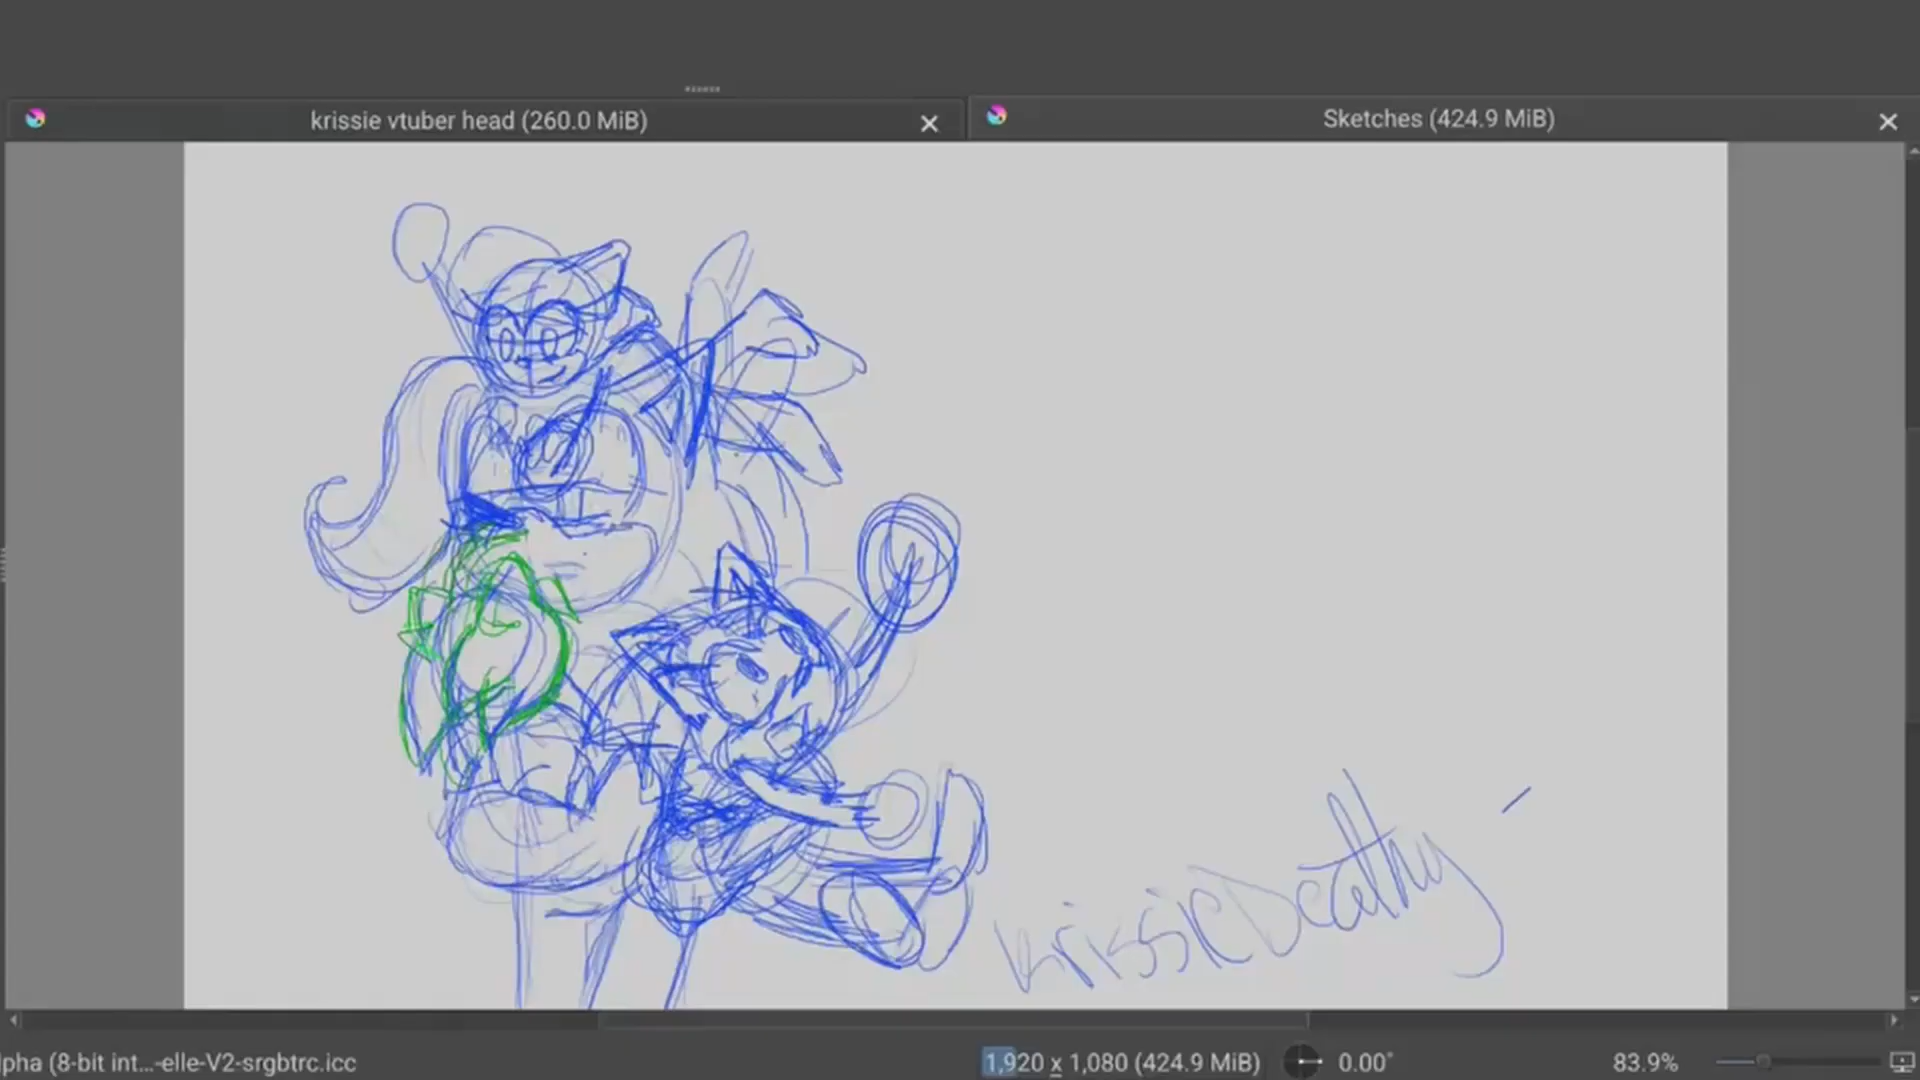 krissie vtuber head (260.0 MiB)
Sketches (424.9 MiB)
KrissieDeathy
lpha (8-bit int...-elle-V2-srgbtrc.icc
1,920 x 1,080 (424.9 MiB)
0.00°
83.9%